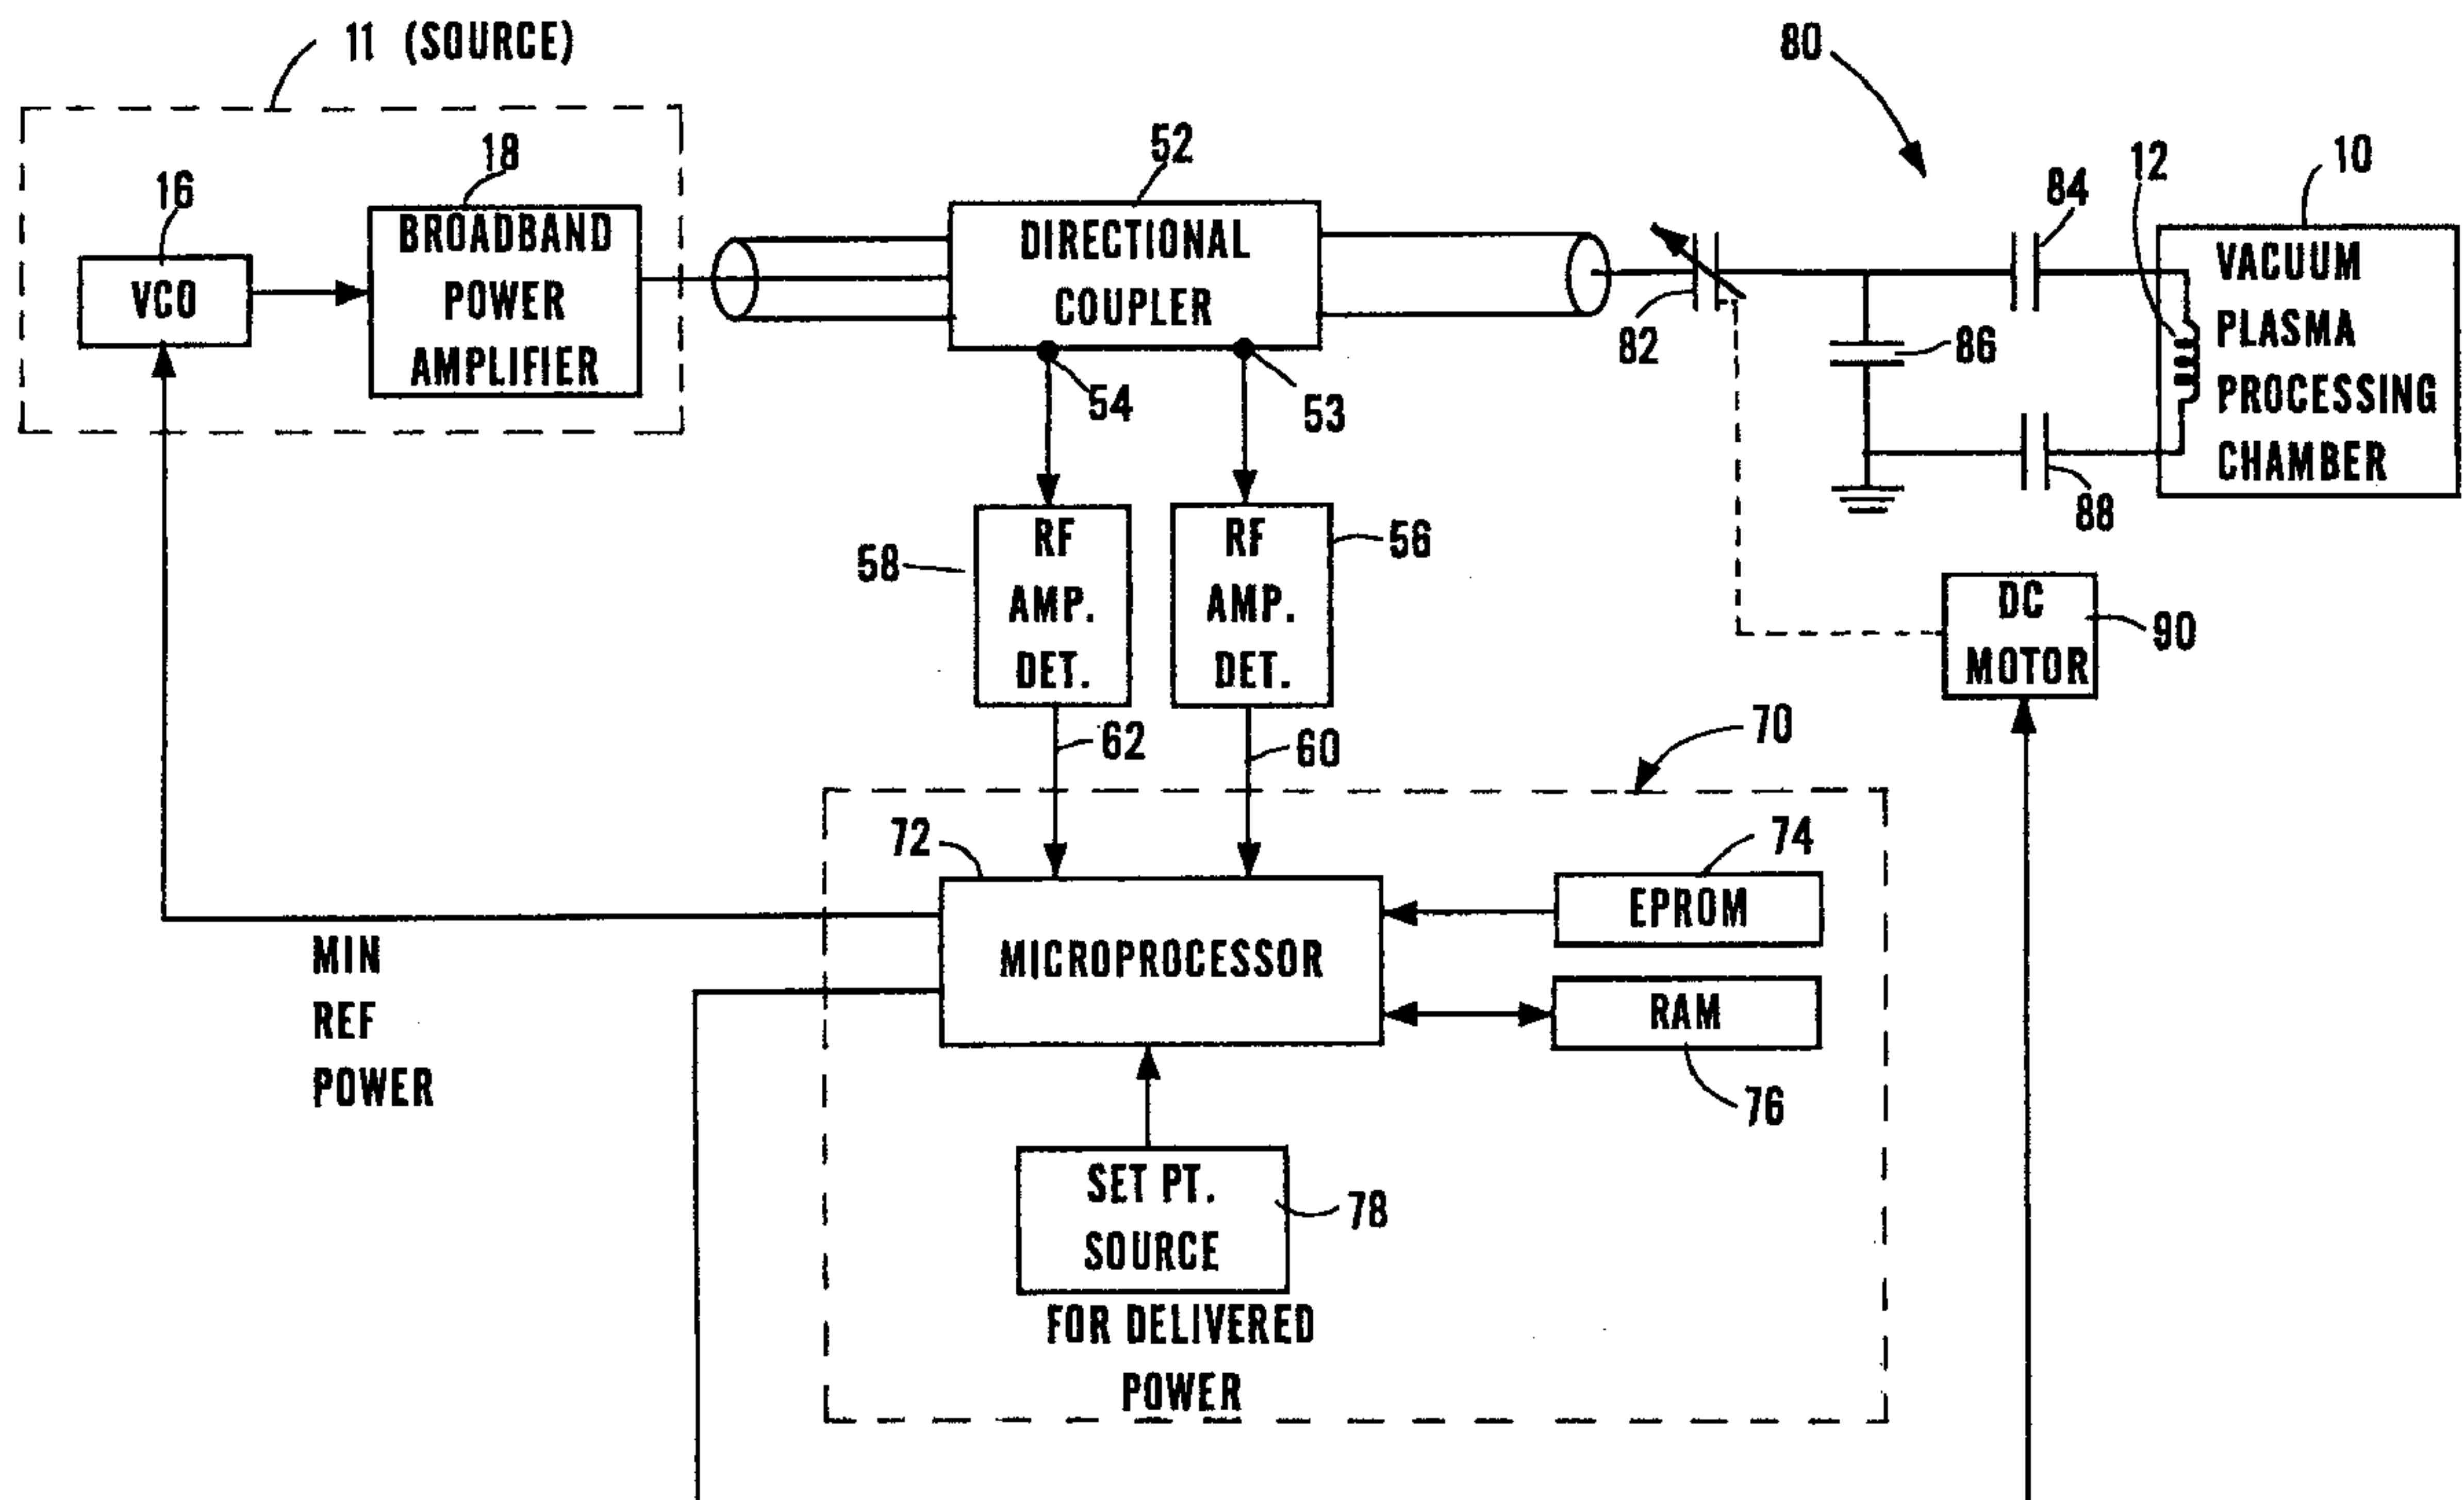 11 (SOURCE)
80
18
52
16
12
10
84
BROADBAND
POWER
AMPLIFIER
VCO
DIRECTIONAL
COUPLER
VACUUM
PLASMA
PROCESSING
CHAMBER
82
86
54
53
88
58
RF
AMP.
DET.
RF
AMP.
DET.
56
DC
MOTOR
90
62
60
70
72
74
EPROM
MICROPROCESSOR
RAM
76
MIN
REF
POWER
SET PT.
SOURCE
78
FOR DELIVERED
POWER